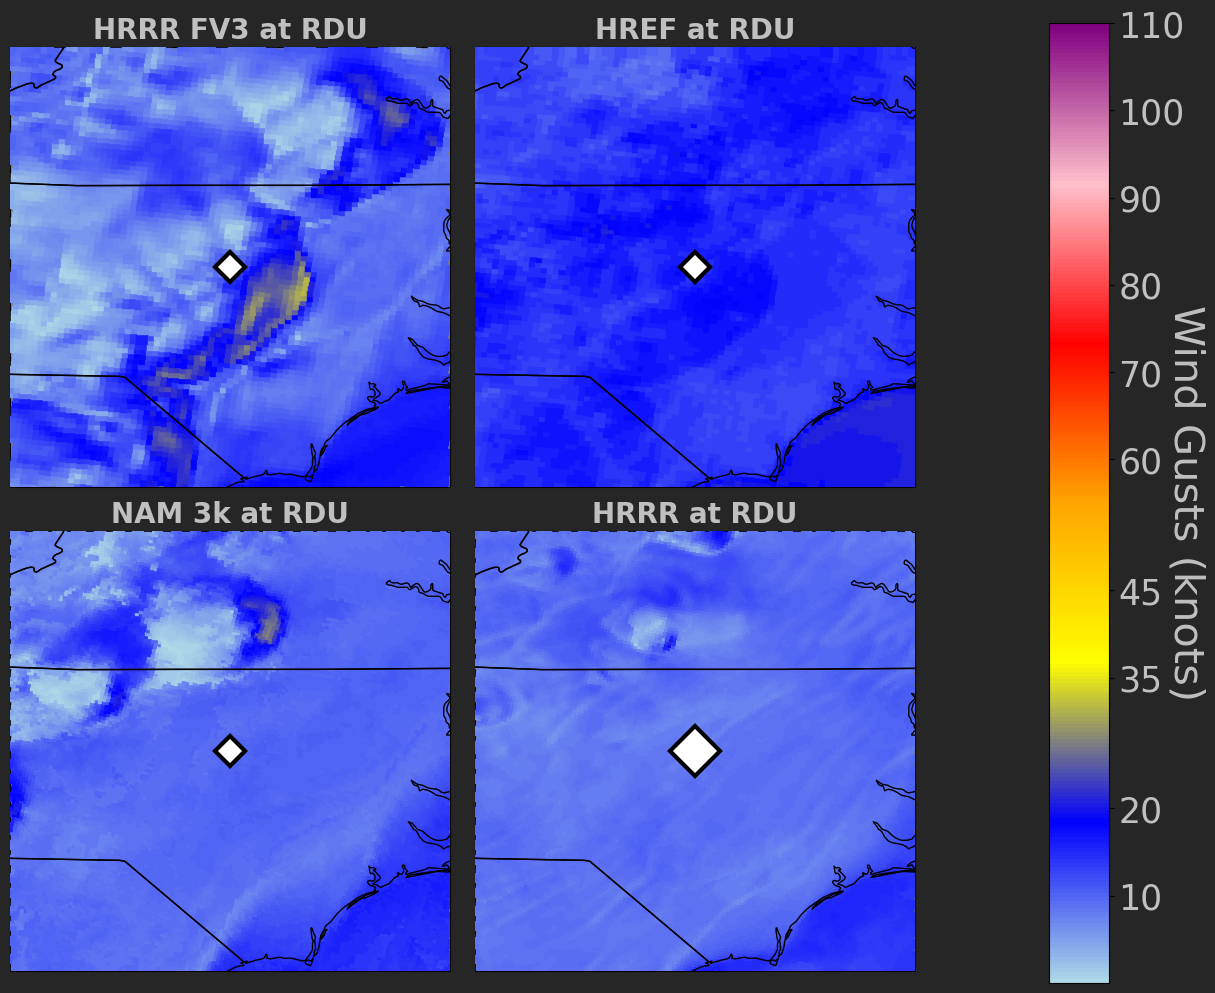 HRRR FV3 at RDU
HREF at RDU
NAM 3k at RDU
HRRR at RDU
110
100
90
80
70
60
45
35
20
10
Wind Gusts (knots)